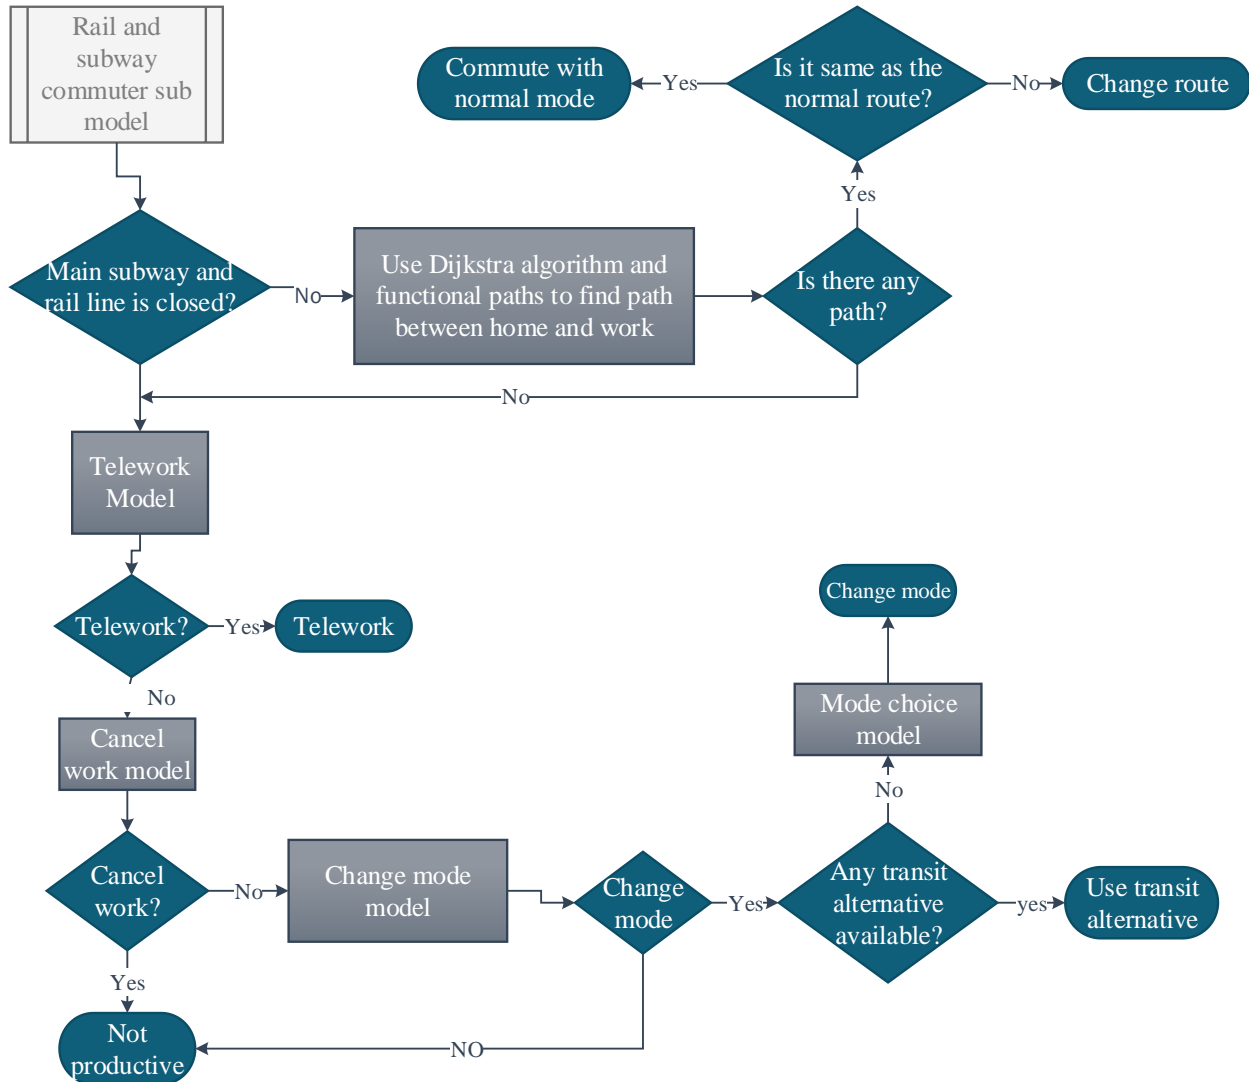 Rail and
subway
commuter sub
model
Commute with
normal mode
Yes
Is it same as the
normal route?
No
Change route
Yes
Main subway and
rail line is closed?
No
Use Dijkstra algorithm and
functional paths to find path
between home and work
Is there any
path?
No
Telework
Model
Telework?
Yes
Telework
No
Cancel
work model
Cancel
work?
No
Change mode
model
Change
mode
Yes
Any transit
alternative
available?
yes
Use transit
alternative
No
Mode choice
model
Change mode
Yes
Not
productive
NO